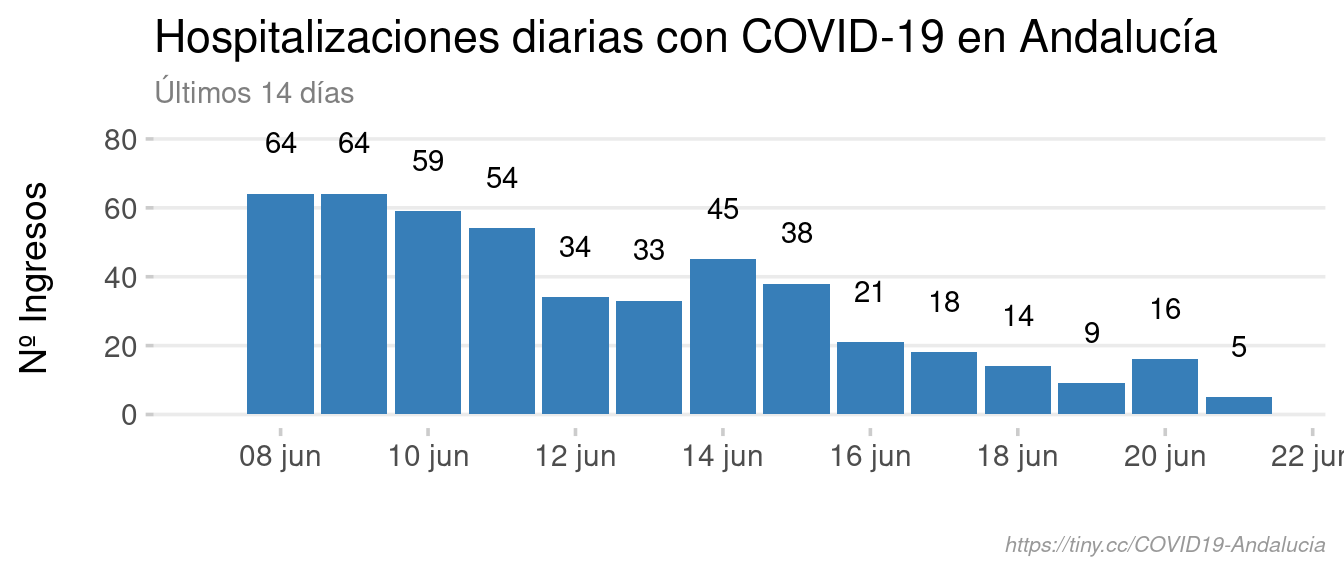 Hospitalizaciones diarias con COVID-19 en Andalucía
Últimos 14 días
Nº Ingresos
80
60
40
20
0
64 64 59 54 34 33 45 38 21 18 14 9 16 5
08 jun 10 jun 12 jun 14 jun 16 jun 18 jun 20 jun 22 jun
https://tiny.cc/COVID19-Andalucia